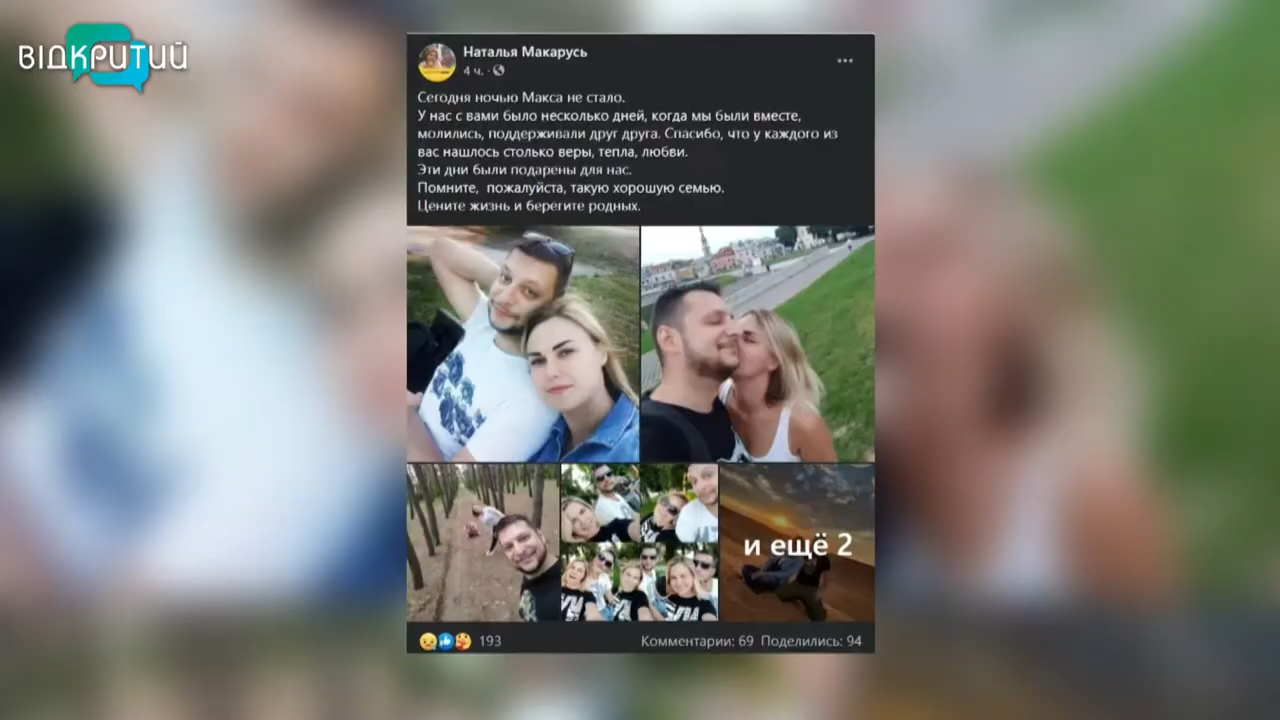 ВІДКРИТИЙ
Наталья Макарусь
4 ч. ·
Сегодня ночью Макса не стало.
У нас с вами было несколько дней, когда мы были вместе,
молились, поддерживали друг друга. Спасибо, что у каждого из
вас нашлось столько веры, тепла, любви.
Эти дни были подарены для нас.
Помните, пожалуйста, такую хорошую семью.
Цените жизнь и берегите родных.
и ещё 2
193
Комментарии: 69 Поделились: 94